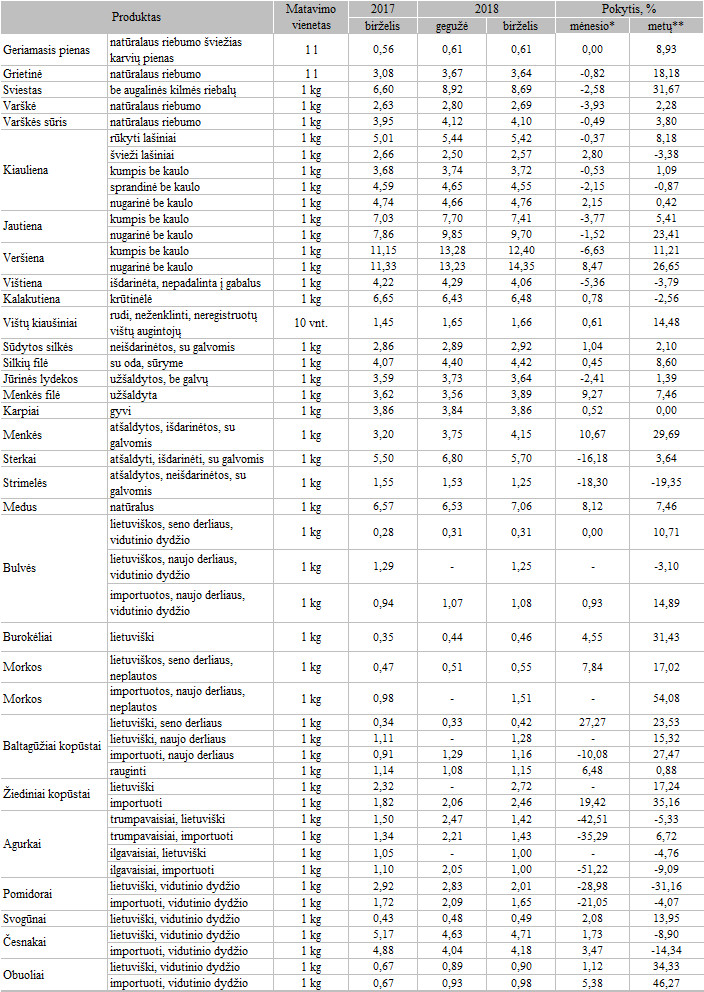 Produktas Matavimo vienetas 2017 2018 Pokytis, %
birželis gegužė birželis mėnesio* metų**
Geriamasis pienas natūralaus riebumo šviežias karvių pienas 1 l 0,56 0,61 0,61 0,00 8,93
Grietinė natūralaus riebumo 1 l 3,08 3,67 3,64 -0,82 18,18
Sviestas be augalinės kilmės riebalų 1 kg 6,60 8,92 8,69 -2,58 31,67
Varškė natūralaus riebumo 1 kg 2,63 2,80 2,69 -3,93 2,28
Varškės sūris natūralaus riebumo 1 kg 3,95 4,12 4,10 -0,49 3,80
Kiauliena rūkyti lašiniai 1 kg 5,01 5,44 5,42 -0,37 8,18
švieži lašiniai 1 kg 2,66 2,50 2,57 2,80 -3,38
kumpis be kaulo 1 kg 3,68 3,74 3,72 -0,53 1,09
sprandinė be kaulo 1 kg 4,59 4,65 4,55 -2,15 -0,87
nugarinė be kaulo 1 kg 4,74 4,66 4,76 2,15 0,42
Jautiena kumpis be kaulo 1 kg 7,03 7,70 7,41 -3,77 5,41
nugarinė be kaulo 1 kg 7,86 9,85 9,70 -1,52 23,41
Veršiena kumpis be kaulo 1 kg 11,15 13,28 12,40 -6,63 11,21
nugarinė be kaulo 1 kg 11,33 13,23 14,35 8,47 26,65
Vištiena išdarinėta, nepadalinta į gabalus 1 kg 4,22 4,29 4,06 -5,36 -3,79
Kalakutiena krūtinėlė 1 kg 6,65 6,43 6,48 0,78 -2,56
Vištų kiaušiniai rudi, neženklinti, neregistruotų vištų augintojų 10 vnt. 1,45 1,65 1,66 0,61 14,48
Sūdytos silkės neišdarinėtos, su galvomis 1 kg 2,86 2,89 2,92 1,04 2,10
Silkių filė su oda, sūryme 1 kg 4,07 4,40 4,42 0,45 8,60
Jūrinės lydekos užšaldytos, be galvų 1 kg 3,59 3,73 3,64 -2,41 1,39
Menkės filė užšaldyta 1 kg 3,62 3,56 3,89 9,27 7,46
Karpiai gyvi 1 kg 3,86 3,84 3,86 0,52 0,00
Menkės atšaldytos, išdarinėtos, su galvomis 1 kg 3,20 3,75 4,15 10,67 29,69
Sterkai atšaldyti, išdarinėti, su galvomis 1 kg 5,50 6,80 5,70 -16,18 3,64
Strimelės atšaldytos, neišdarinėtos, su galvomis 1 kg 1,55 1,53 1,25 -18,30 -19,35
Medus natūralus 1 kg 6,57 6,53 7,06 8,12 7,46
Bulvės lietuviškos, seno derliaus, vidutinio dydžio 1 kg 0,28 0,31 0,31 0,00 10,71
lietuviškos, naujo derliaus, vidutinio dydžio 1 kg 1,29 - 1,25 - -3,10
importuotos, naujo derliaus, vidutinio dydžio 1 kg 0,94 1,07 1,08 0,93 14,89
Burokėliai lietuviški 1 kg 0,35 0,44 0,46 4,55 31,43
Morkos lietuviškos, seno derliaus, neplautos 1 kg 0,47 0,51 0,55 7,84 17,02
Morkos importuotos, naujo derliaus, neplautos 1 kg 0,98 - 1,51 - 54,08
Baltagūžiai kopūstai lietuviški, seno derliaus 1 kg 0,34 0,33 0,42 27,27 23,53
lietuviški, naujo derliaus 1 kg 1,11 - 1,28 - 15,32
importuoti, naujo derliaus 1 kg 0,91 1,29 1,16 -10,08 27,47
rauginti 1 kg 1,14 1,08 1,15 6,48 0,88
Žiediniai kopūstai lietuviški 1 kg 2,32 - 2,72 - 17,24
importuoti 1 kg 1,82 2,06 2,46 19,42 35,16
Agurkai trumpavaisiai, lietuviški 1 kg 1,50 2,47 1,42 -42,51 -5,33
trumpavaisiai, importuoti 1 kg 1,34 2,21 1,43 -35,29 6,72
ilgavaisiai, lietuviški 1 kg 1,05 - 1,00 - -4,76
ilgavaisiai, importuoti 1 kg 1,10 2,05 1,00 -51,22 -9,09
Pomidorai lietuviški, vidutinio dydžio 1 kg 2,92 2,83 2,01 -28,98 -31,16
importuoti, vidutinio dydžio 1 kg 1,72 2,09 1,65 -21,05 -4,07
Svogūnai lietuviški, vidutinio dydžio 1 kg 0,43 0,48 0,49 2,08 13,95
Česnakai lietuviški, vidutinio dydžio 1 kg 5,17 4,63 4,71 1,73 -8,90
importuoti, vidutinio dydžio 1 kg 4,88 4,04 4,18 3,47 -14,34
Obuoliai lietuviški, vidutinio dydžio 1 kg 0,67 0,89 0,90 1,12 34,33
importuoti, vidutinio dydžio 1 kg 0,67 0,93 0,98 5,38 46,27